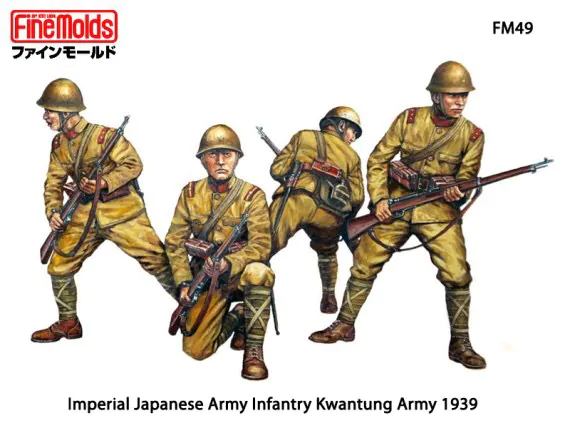 FineMolds
ファインモールド
FM49
Imperial Japanese Army Infantry Kwantung Army 1939